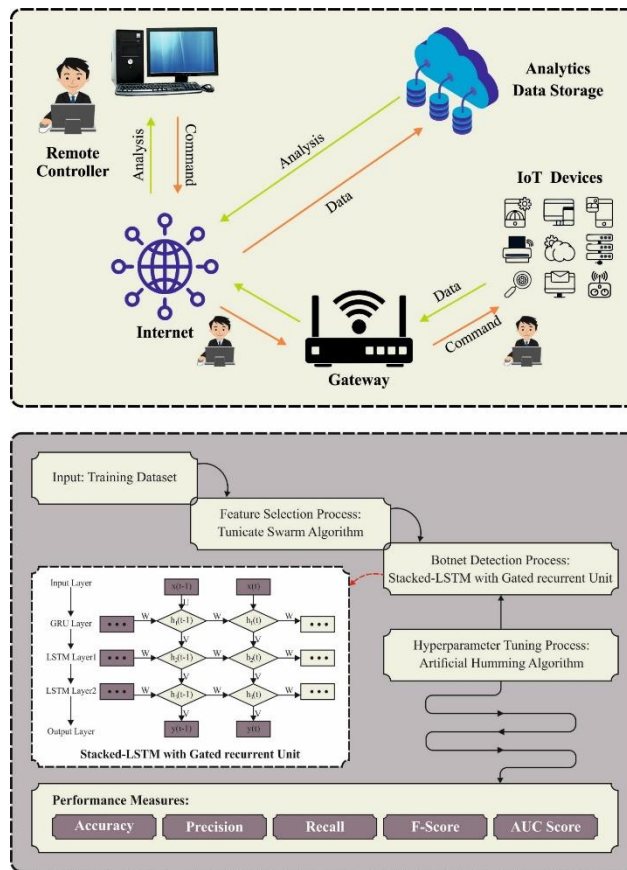 Analytics
Data Storage
Remote
Controller
Analysis
Command
Analysis
Data
IoT Devices
Internet
Data
Command
Gateway
Input: Training Dataset
Feature Selection Process:
Tunicate Swarm Algorithm
Botnet Detection Process:
Stacked-LSTM with Gated recurrent Unit
Hyperparameter Tuning Process:
Artificial Humming Algorithm
Input Layer
x(t-1) x(t)
U
GRU Layer
••• W h₁(t-1) W h₁(t) W •••
V V
LSTM Layer1
••• W h₂(t-1) W h₂(t) W •••
V V
LSTM Layer2
••• W W h₁(t) W •••
V V
Output Layer
y(t-1) y(t)
Stacked-LSTM with Gated recurrent Unit
Performance Measures:
Accuracy Precision Recall F-Score AUC Score